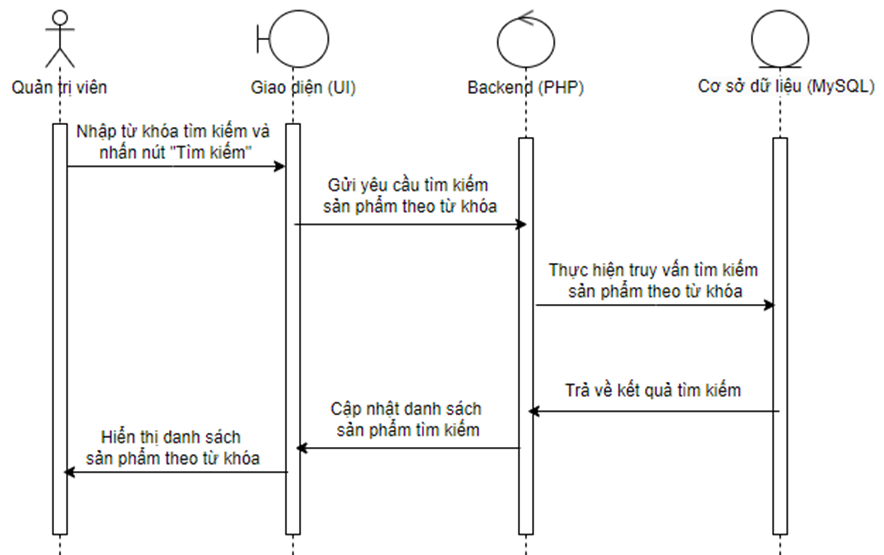 Quản trị viên
Giao diện (UI)
Backend (PHP)
Cơ sở dữ liệu (MySQL)
Nhập từ khóa tìm kiếm và
nhấn nút "Tìm kiếm"
Gửi yêu cầu tìm kiếm
sản phẩm theo từ khóa
Thực hiện truy vấn tìm kiếm
sản phẩm theo từ khóa
Trả về kết quả tìm kiếm
Cập nhật danh sách
sản phẩm tìm kiếm
Hiển thị danh sách
sản phẩm theo từ khóa